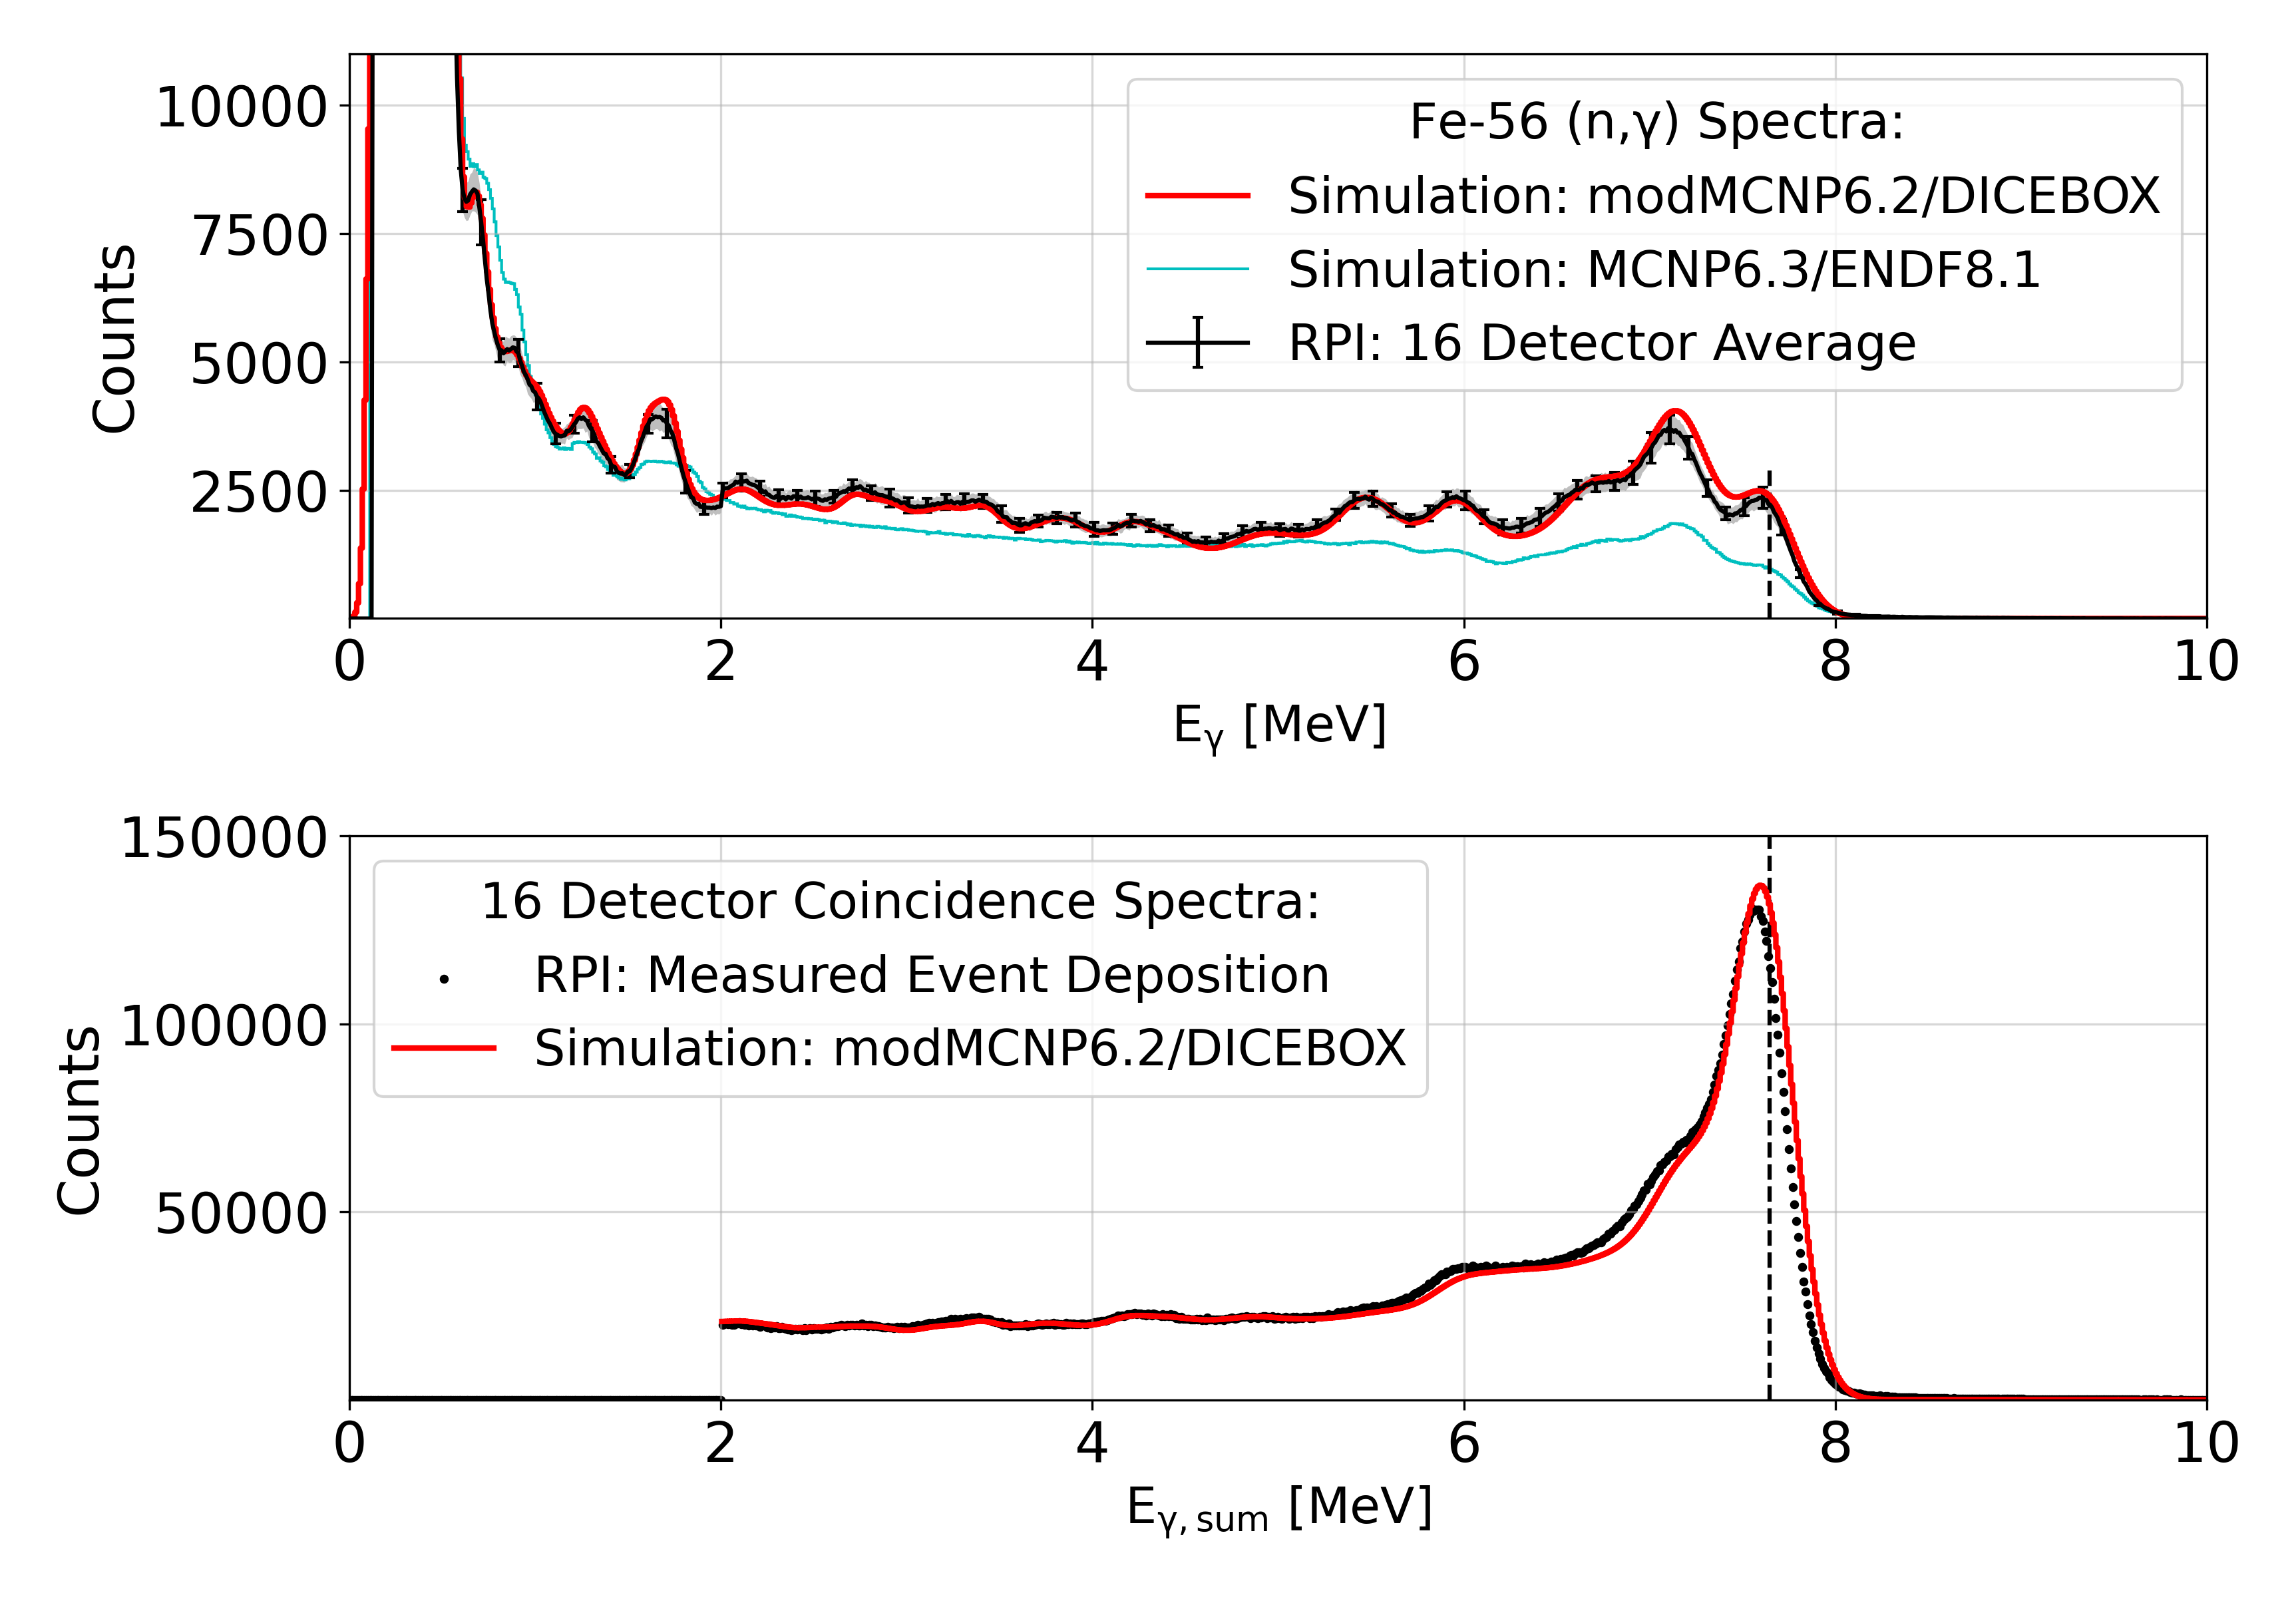 10000
7500
5000
2500
Counts
Fe-56 (n,γ) Spectra:
Simulation: modMCNP6.2/DICEBOX
Simulation: MCNP6.3/ENDF8.1
RPI: 16 Detector Average
0 2 4 6 8 10
Eγ [MeV]
150000
100000
50000
Counts
16 Detector Coincidence Spectra:
RPI: Measured Event Deposition
Simulation: modMCNP6.2/DICEBOX
0 2 4 6 8 10
Eγ, sum [MeV]